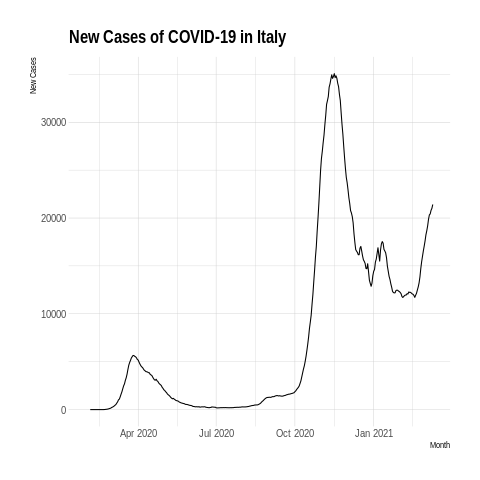 New Cases of COVID-19 in Italy
New Cases
30000
20000
10000
0
Apr 2020 Jul 2020 Oct 2020 Jan 2021
Month